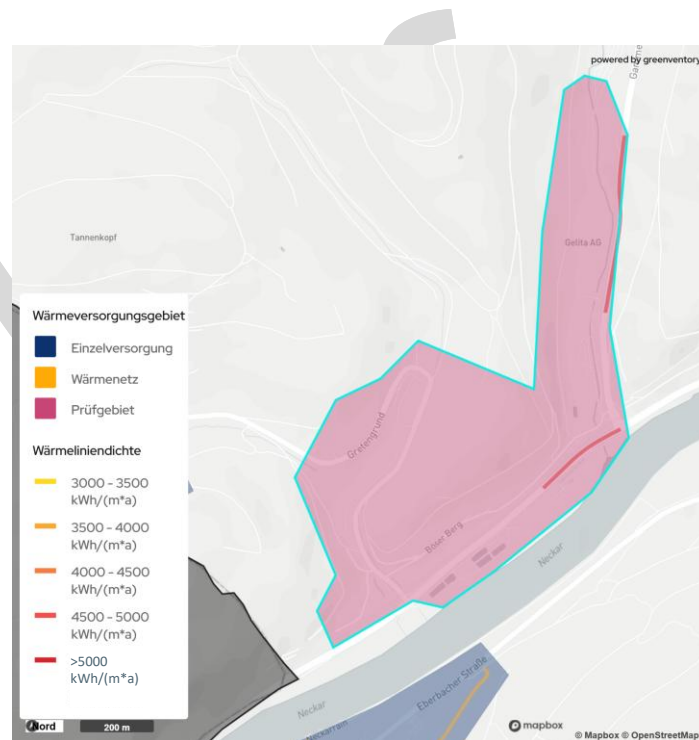 powered by greenventory
Tannenkopf
Gelita AG
Wärmeversorgungsgebiet
Einzelversorgung
Wärmenetz
Prüfgebiet
Wärmeliniendichte
3000 - 3500
kWh/(m*a)
3500 - 4000
kWh/(m*a)
4000 - 4500
kWh/(m*a)
4500 - 5000
kWh/(m*a)
>5000
kWh/(m*a)
Gretengrund
Böser Berg
Neckar
Eberbacher Straße
Neckar
Nord
200 m
mapbox
© Mapbox © OpenStreetMap